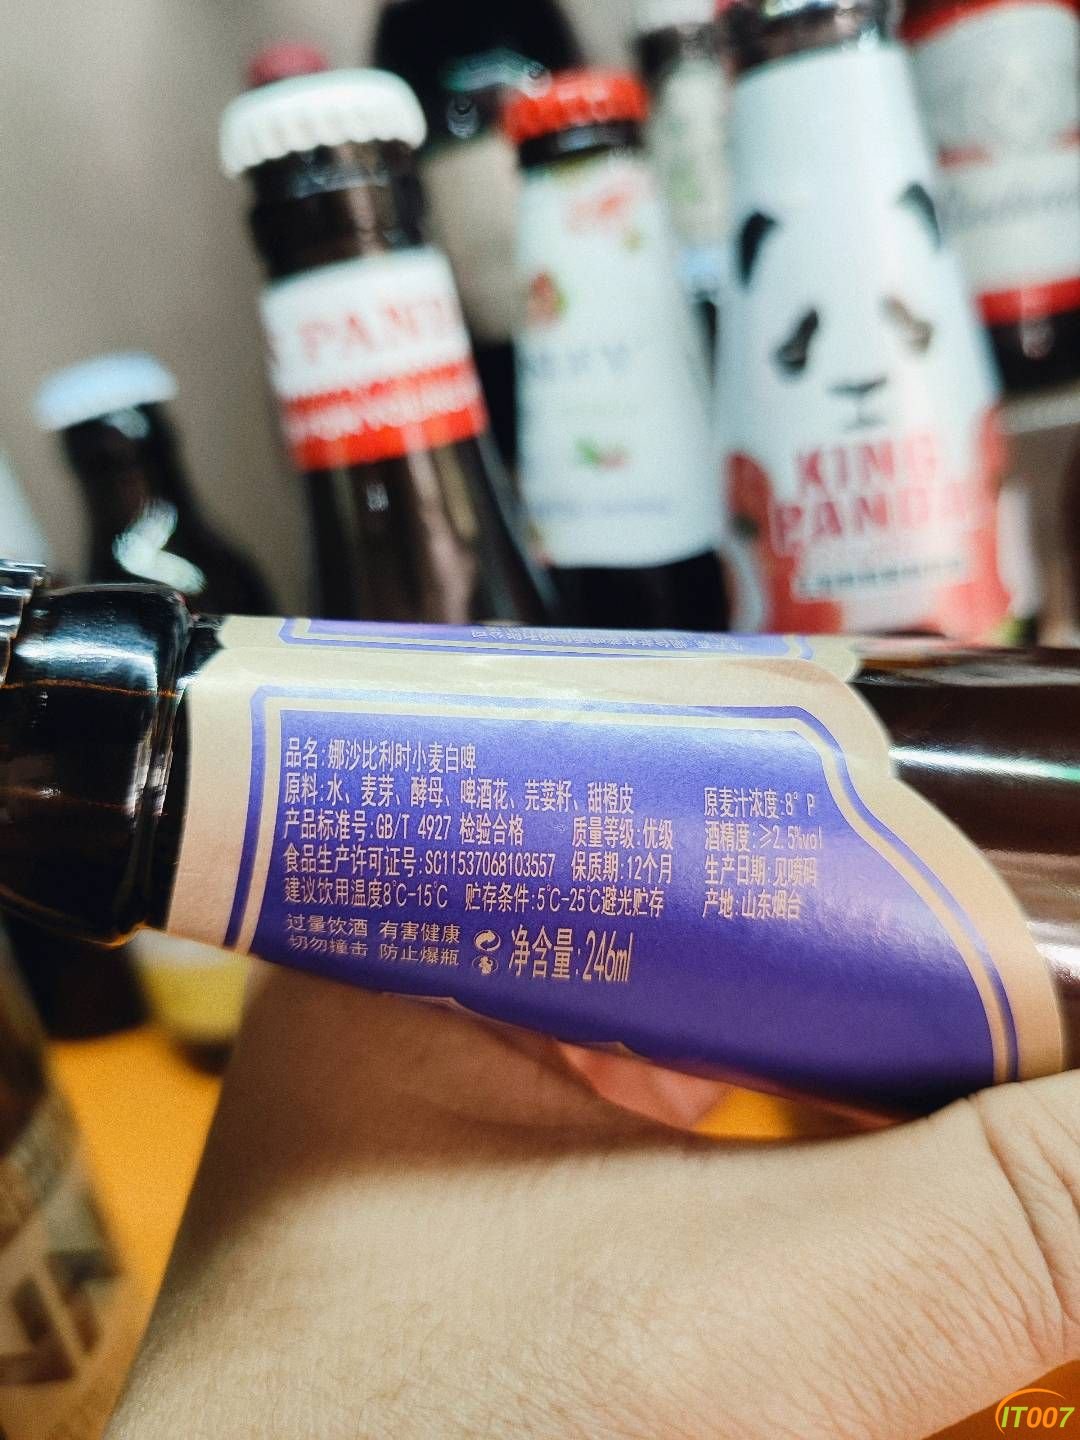 PANDA
KING
PANDA
品名:娜沙比利时小麦白啤
原料:水、麦芽、酵母、啤酒花、芫荽籽、甜橙皮
原麦汁浓度:8°P
产品标准号:GB/T 4927 检验合格 质量等级:优级 酒精度:≥2.5%vol
食品生产许可证号:SC11537068103557 保质期:12个月 生产日期:见喷码
建议饮用温度8℃-15℃ 贮存条件:5℃-25℃避光贮存 产地:山东烟台
过量饮酒 有害健康
切勿撞击 防止爆瓶
净含量:246ml
IT007